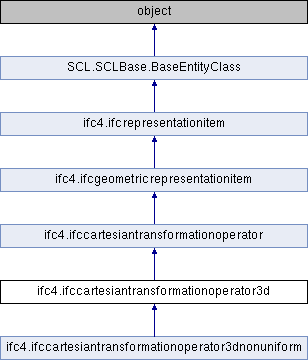 object
SCL.SCLBase.BaseEntityClass
ifc4.ifcrepresentationitem
ifc4.ifcgeometricrepresentationitem
ifc4.ifccartesiantransformationoperator
ifc4.ifccartesiantransformationoperator3d
ifc4.ifccartesiantransformationoperator3dnonuniform